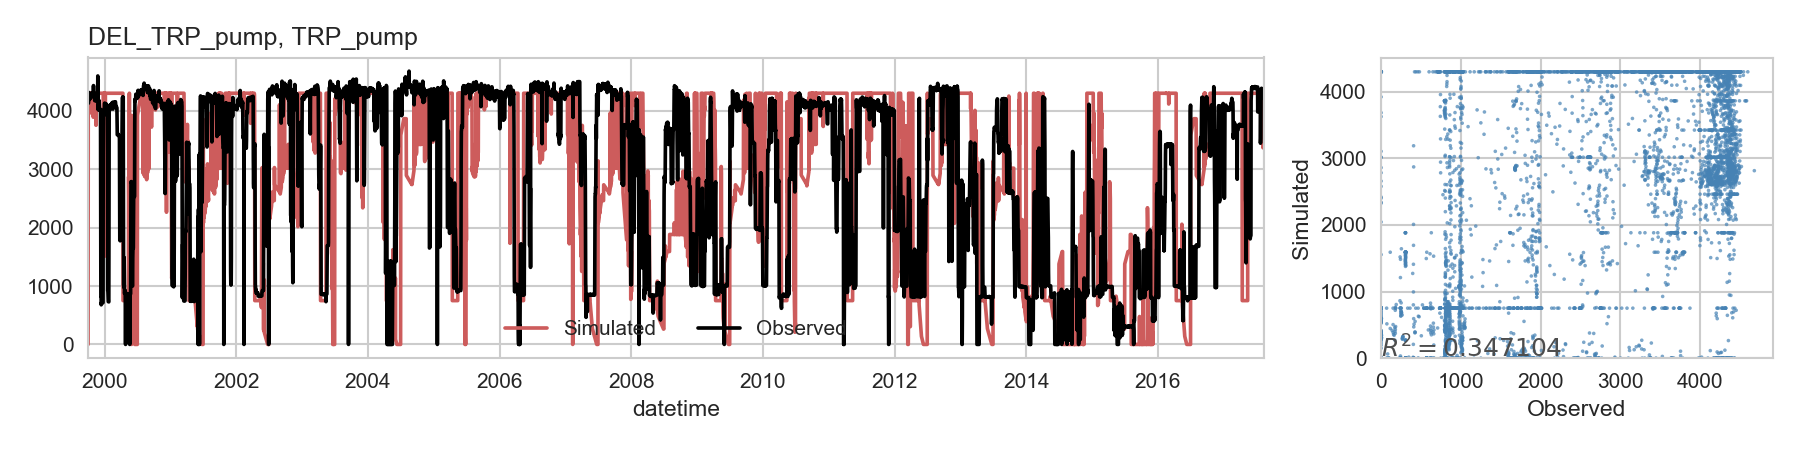 DEL_TRP_pump, TRP_pump
4000
3000
2000
1000
0
2000 2002 2004 2006 2008 2010 2012 2014 2016
datetime
Simulated Observed
4000
3000
2000
1000
0
Simulated
R² = 0.347104
0 1000 2000 3000 4000
Observed